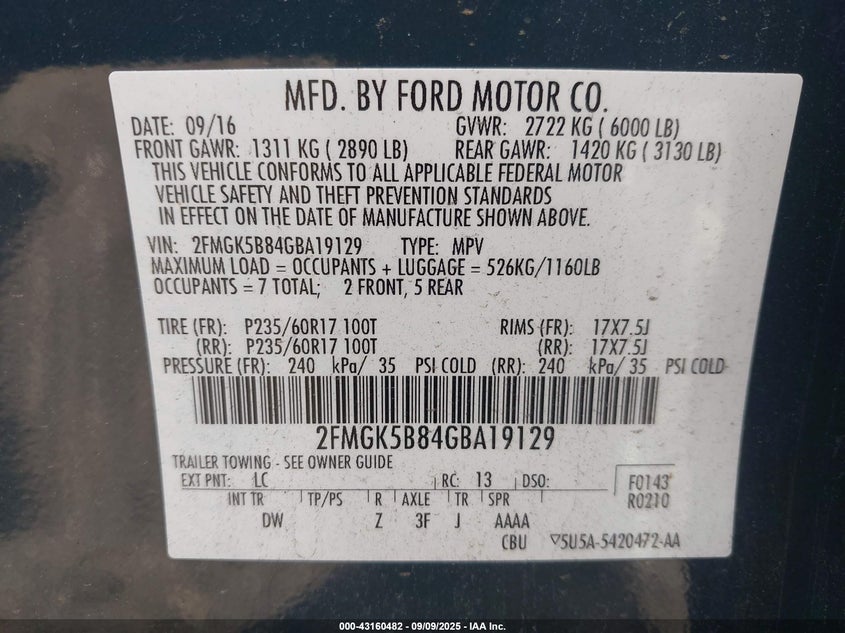 MFD. BY FORD MOTOR CO.
DATE: 09/16 GVWR: 2722 KG ( 6000 LB)
FRONT GAWR: 1311 KG ( 2890 LB) REAR GAWR: 1420 KG ( 3130 LB)
THIS VEHICLE CONFORMS TO ALL APPLICABLE FEDERAL MOTOR
VEHICLE SAFETY AND THEFT PREVENTION STANDARDS
IN EFFECT ON THE DATE OF MANUFACTURE SHOWN ABOVE.
VIN: 2FMGK5B84GBA19129 TYPE: MPV
MAXIMUM LOAD = OCCUPANTS + LUGGAGE = 526KG/1160LB
OCCUPANTS = 7 TOTAL; 2 FRONT, 5 REAR
TIRE (FR): P235/60R17 100T RIMS (FR): 17X7.5J
(RR): P235/60R17 100T (RR): 17X7.5J
PRESSURE (FR): 240 kPa/ 35 PSI COLD (RR): 240 kPa/ 35 PSI COLD
2FMGK5B84GBA19129
TRAILER TOWING - SEE OWNER GUIDE
EXT PNT: LC RC: 13 DSO: F0143
INT TR TP/PS R AXLE TR SPR R0210
DW Z 3F J AAAA
CBU ▽5U5A-5420472-AA
000-43160482 - 09/09/2025 - IAA Inc.